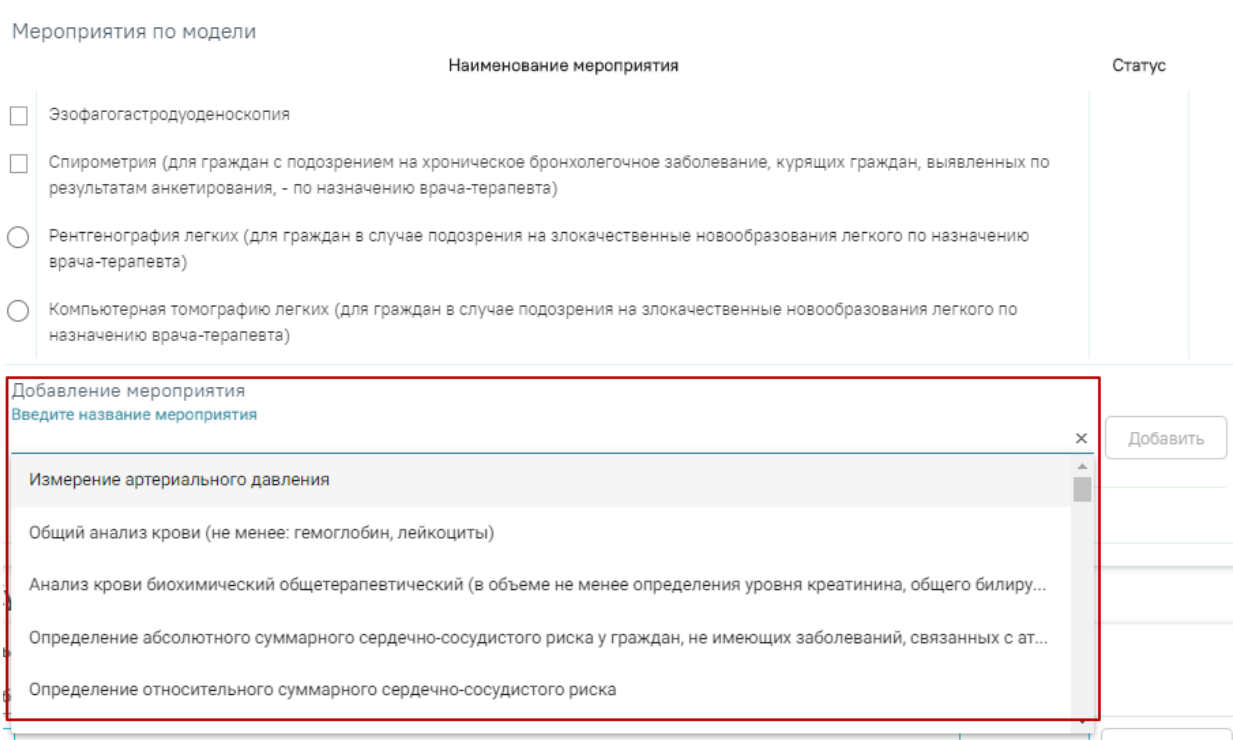 Мероприятия по модели
Наименование мероприятия Статус
Эзофагогастродуоденоскопия
Спирометрия (для граждан с подозрением на хроническое бронхолегочное заболевание, курящих граждан, выявленных по
результатам анкетирования, - по назначению врача-терапевта)
Рентгенография легких (для граждан в случае подозрения на злокачественные новообразования легкого по назначению
врача-терапевта)
Компьютерная томографию легких (для граждан в случае подозрения на злокачественные новообразования легкого по
назначению врача-терапевта)
Добавление мероприятия
Введите название мероприятия
Добавить
Измерение артериального давления
Общий анализ крови (не менее: гемоглобин, лейкоциты)
Анализ крови биохимический общетерапевтический (в объеме не менее определения уровня креатинина, общего билиру...
Определение абсолютного суммарного сердечно-сосудистого риска у граждан, не имеющих заболеваний, связанных с ат...
Определение относительного суммарного сердечно-сосудистого риска